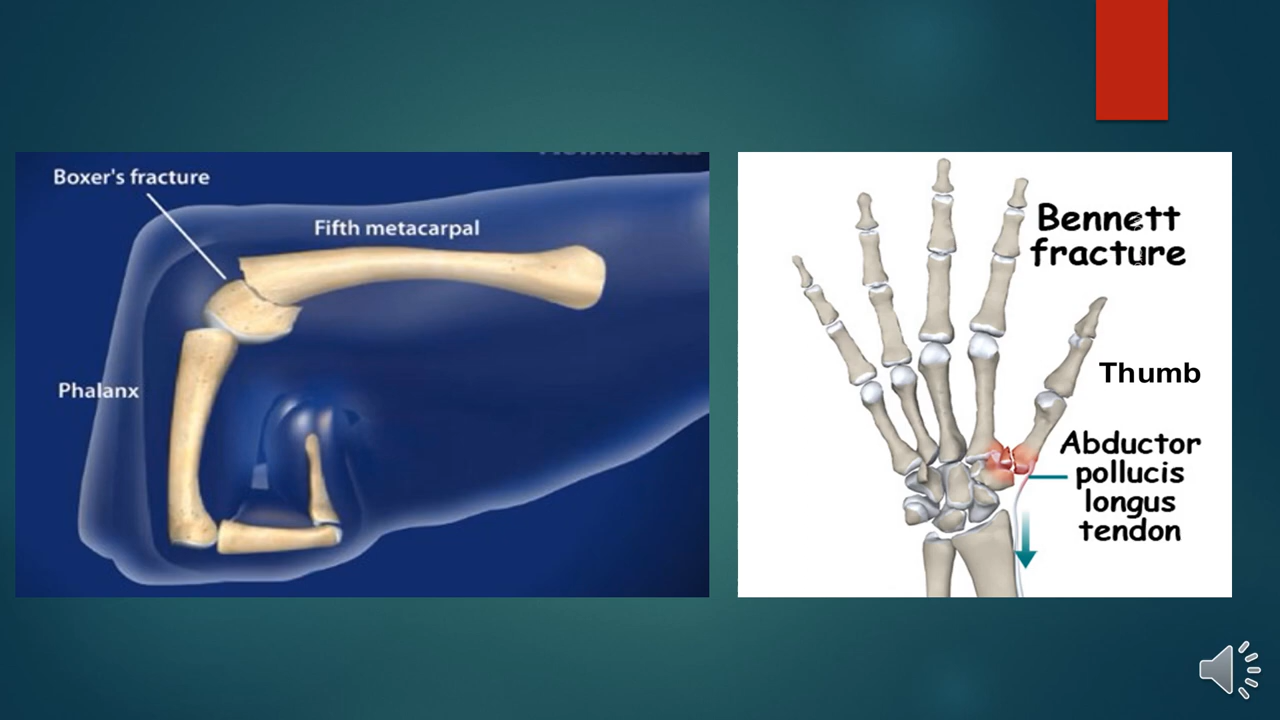 Boxer's fracture
Fifth metacarpal
Phalanx
Bennett
fracture
Thumb
Abductor
pollucis
longus
tendon